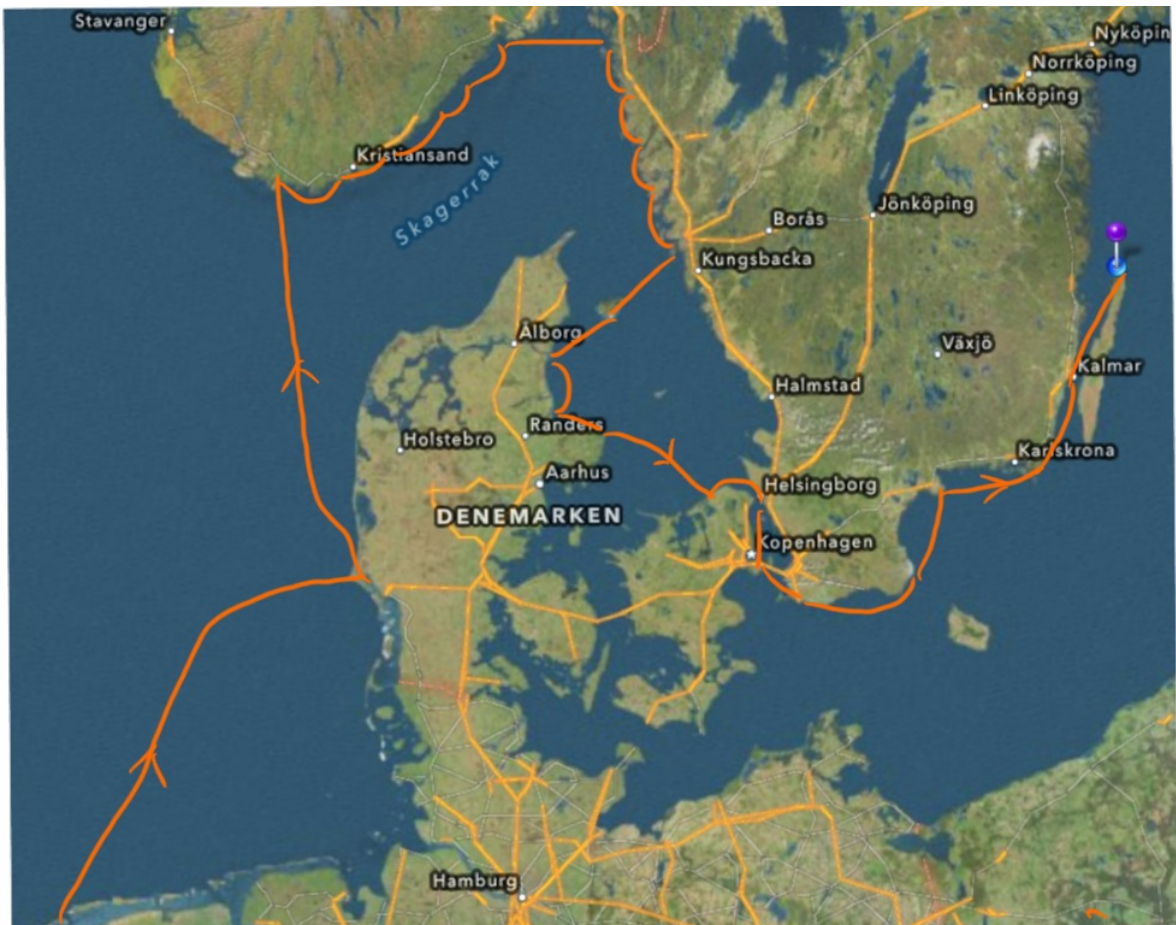 Stavanger
Nyköpin
Norrköping
Linköping
Kristiansand
Skagerrak
Jönköping
Borås
Kungsbacka
Ålborg
Växjö
Kalmar
Halmstad
Randers
Holstebro
Karlskrona
Aarhus
Helsingborg
DENEMARKEN
Kopenhagen
Hamburg